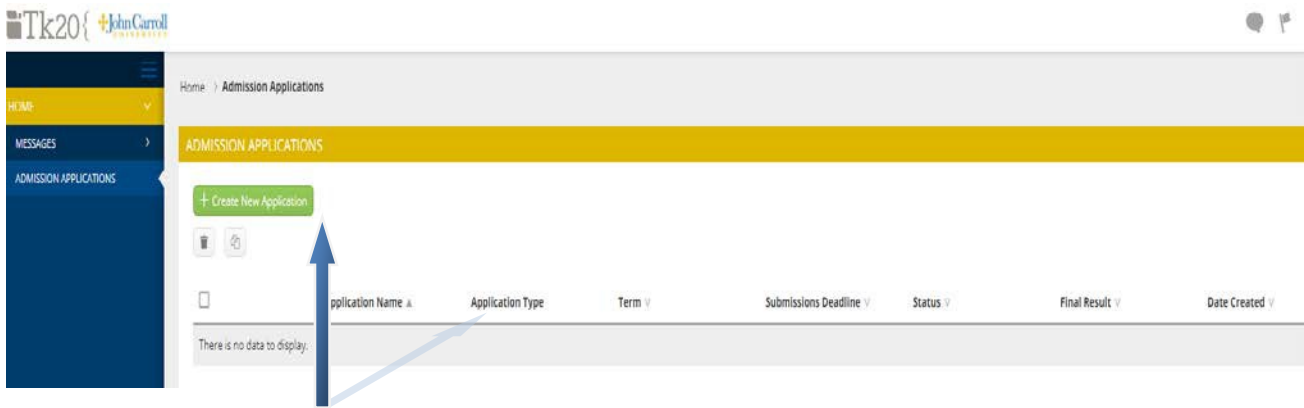 Tk20{ John Carroll
UNIVERSITY
Home > Admission Applications
HOME
MESSAGES
ADMISSION APPLICATIONS
ADMISSION APPLICATIONS
+ Create New Application
pplication Name Application Type Term Submissions Deadline Status Final Result Date Created
There is no data to display.